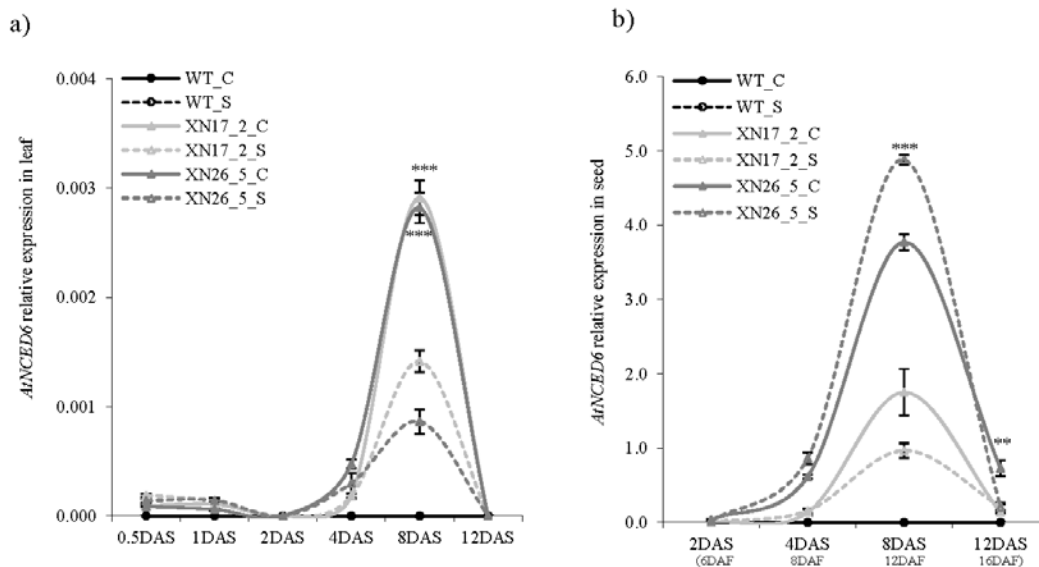 a)
AtNCED6 relative expression in leaf
0.004
0.003
0.002
0.001
0.000
WT_C
WT_S
XN17_2_C
XN17_2_S
XN26_5_C
XN26_5_S
***
***
0.5DAS 1DAS 2DAS 4DAS 8DAS 12DAS
b)
AtNCED6 relative expression in seed
6.0
5.0
4.0
3.0
2.0
1.0
0.0
WT_C
WT_S
XN17_2_C
XN17_2_S
XN26_5_C
XN26_5_S
***
**
2DAS 4DAS 8DAS 12DAS
(6DAF 8DAF 12DAF 16DAF)